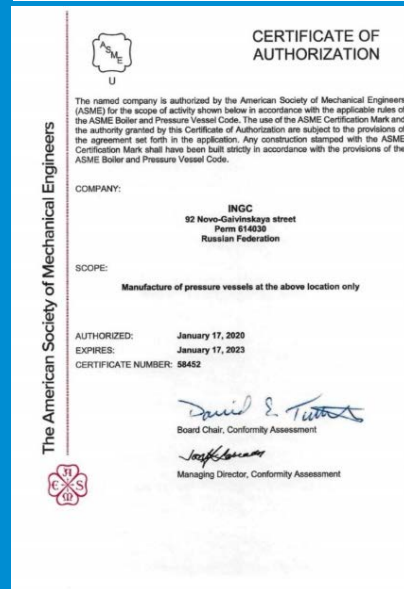 ASME
U
CERTIFICATE OF
AUTHORIZATION
The named company is authorized by the American Society of Mechanical Engineers
(ASME) for the scope of activity shown below in accordance with the applicable rules of
the ASME Boiler and Pressure Vessel Code. The use of the ASME Certification Mark and
the authority granted by this Certificate of Authorization are subject to the provisions of
the agreement set forth in the application. Any construction stamped with the ASME
Certification Mark shall have been built strictly in accordance with the provisions of the
ASME Boiler and Pressure Vessel Code.
COMPANY:
INGC
92 Novo-Gaivinskaya street
Perm 614030
Russian Federation
SCOPE:
Manufacture of pressure vessels at the above location only
AUTHORIZED: January 17, 2020
EXPIRES: January 17, 2023
CERTIFICATE NUMBER: 58452
David E. Tuttle
Board Chair, Conformity Assessment
Managing Director, Conformity Assessment
The American Society of Mechanical Engineers
ASME